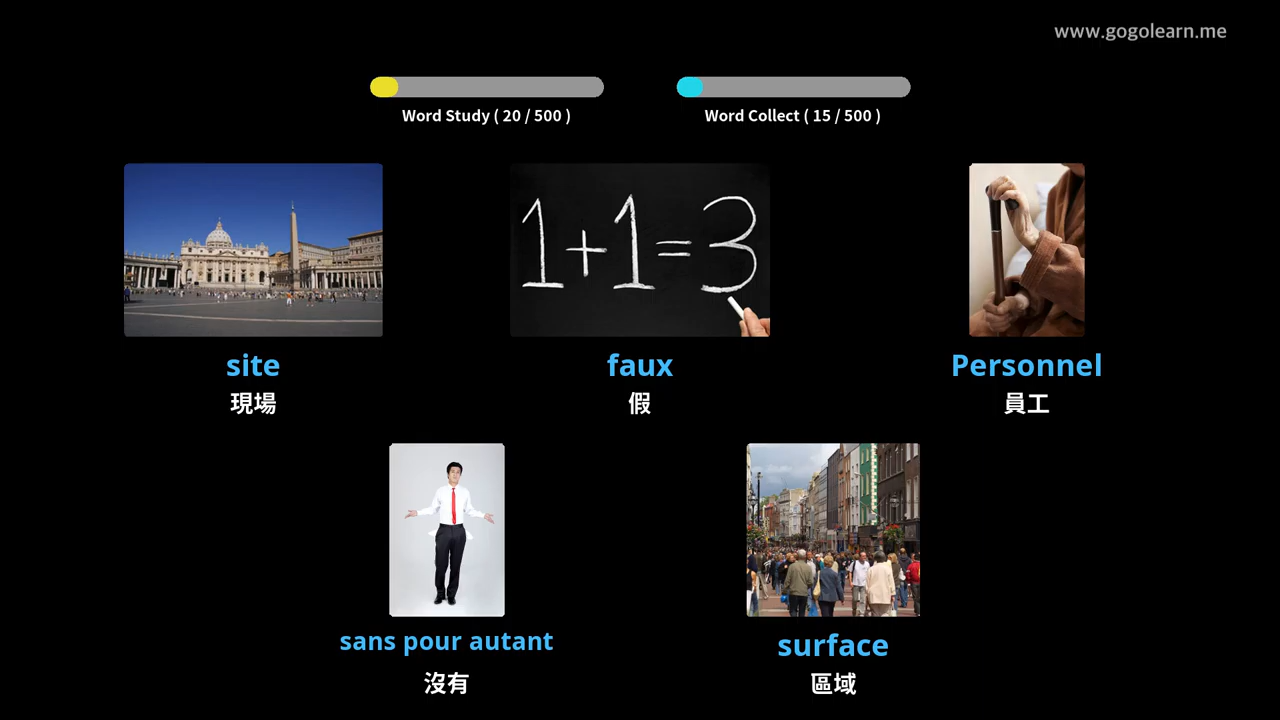 www.gogolearn.me
Word Study ( 20 / 500 )
Word Collect ( 15 / 500 )
1+1=3
site
現場
faux
假
Personnel
員工
sans pour autant
沒有
surface
區域